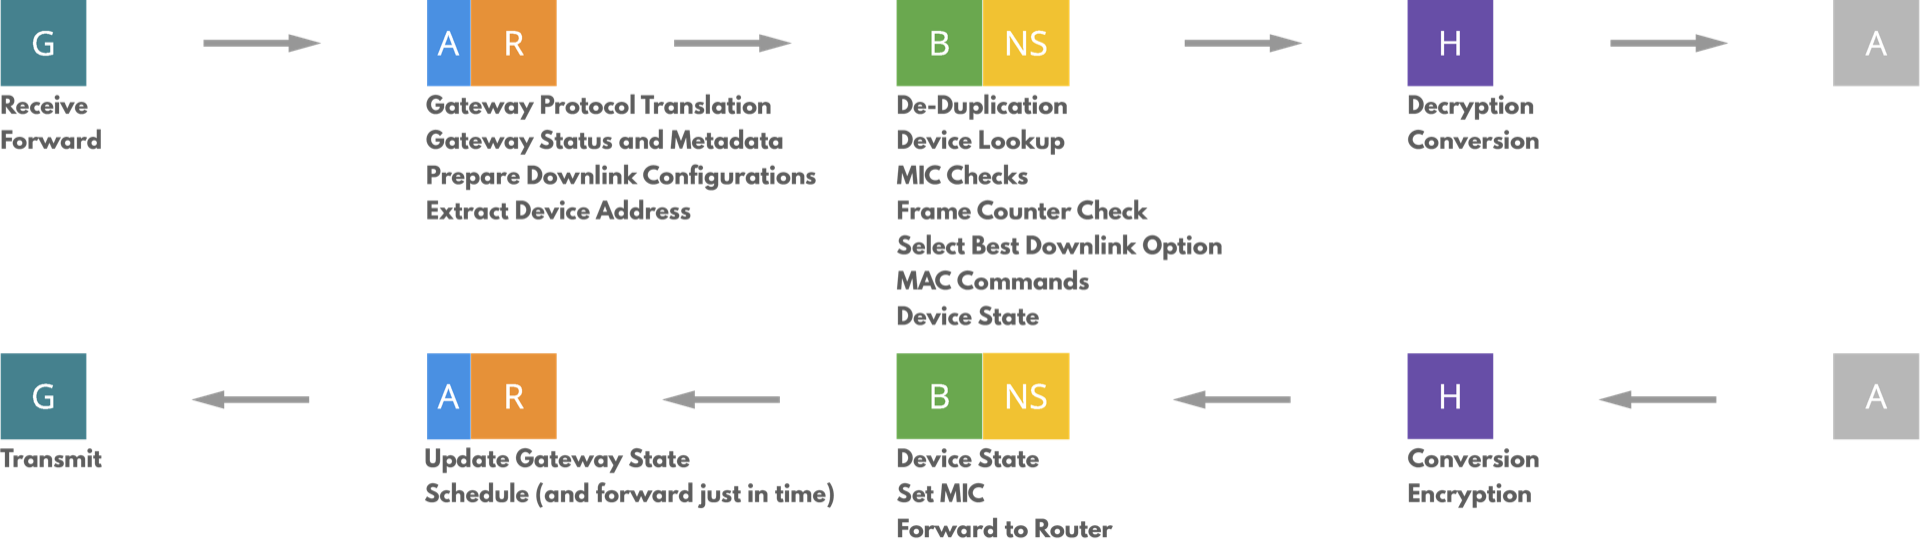 G
A R
B NS
H
A
Receive
Forward
Gateway Protocol Translation
Gateway Status and Metadata
Prepare Downlink Configurations
Extract Device Address
De-Duplication
Device Lookup
MIC Checks
Frame Counter Check
Select Best Downlink Option
MAC Commands
Device State
Decryption
Conversion
G
A R
B NS
H
A
Transmit
Update Gateway State
Schedule (and forward just in time)
Device State
Set MIC
Forward to Router
Conversion
Encryption